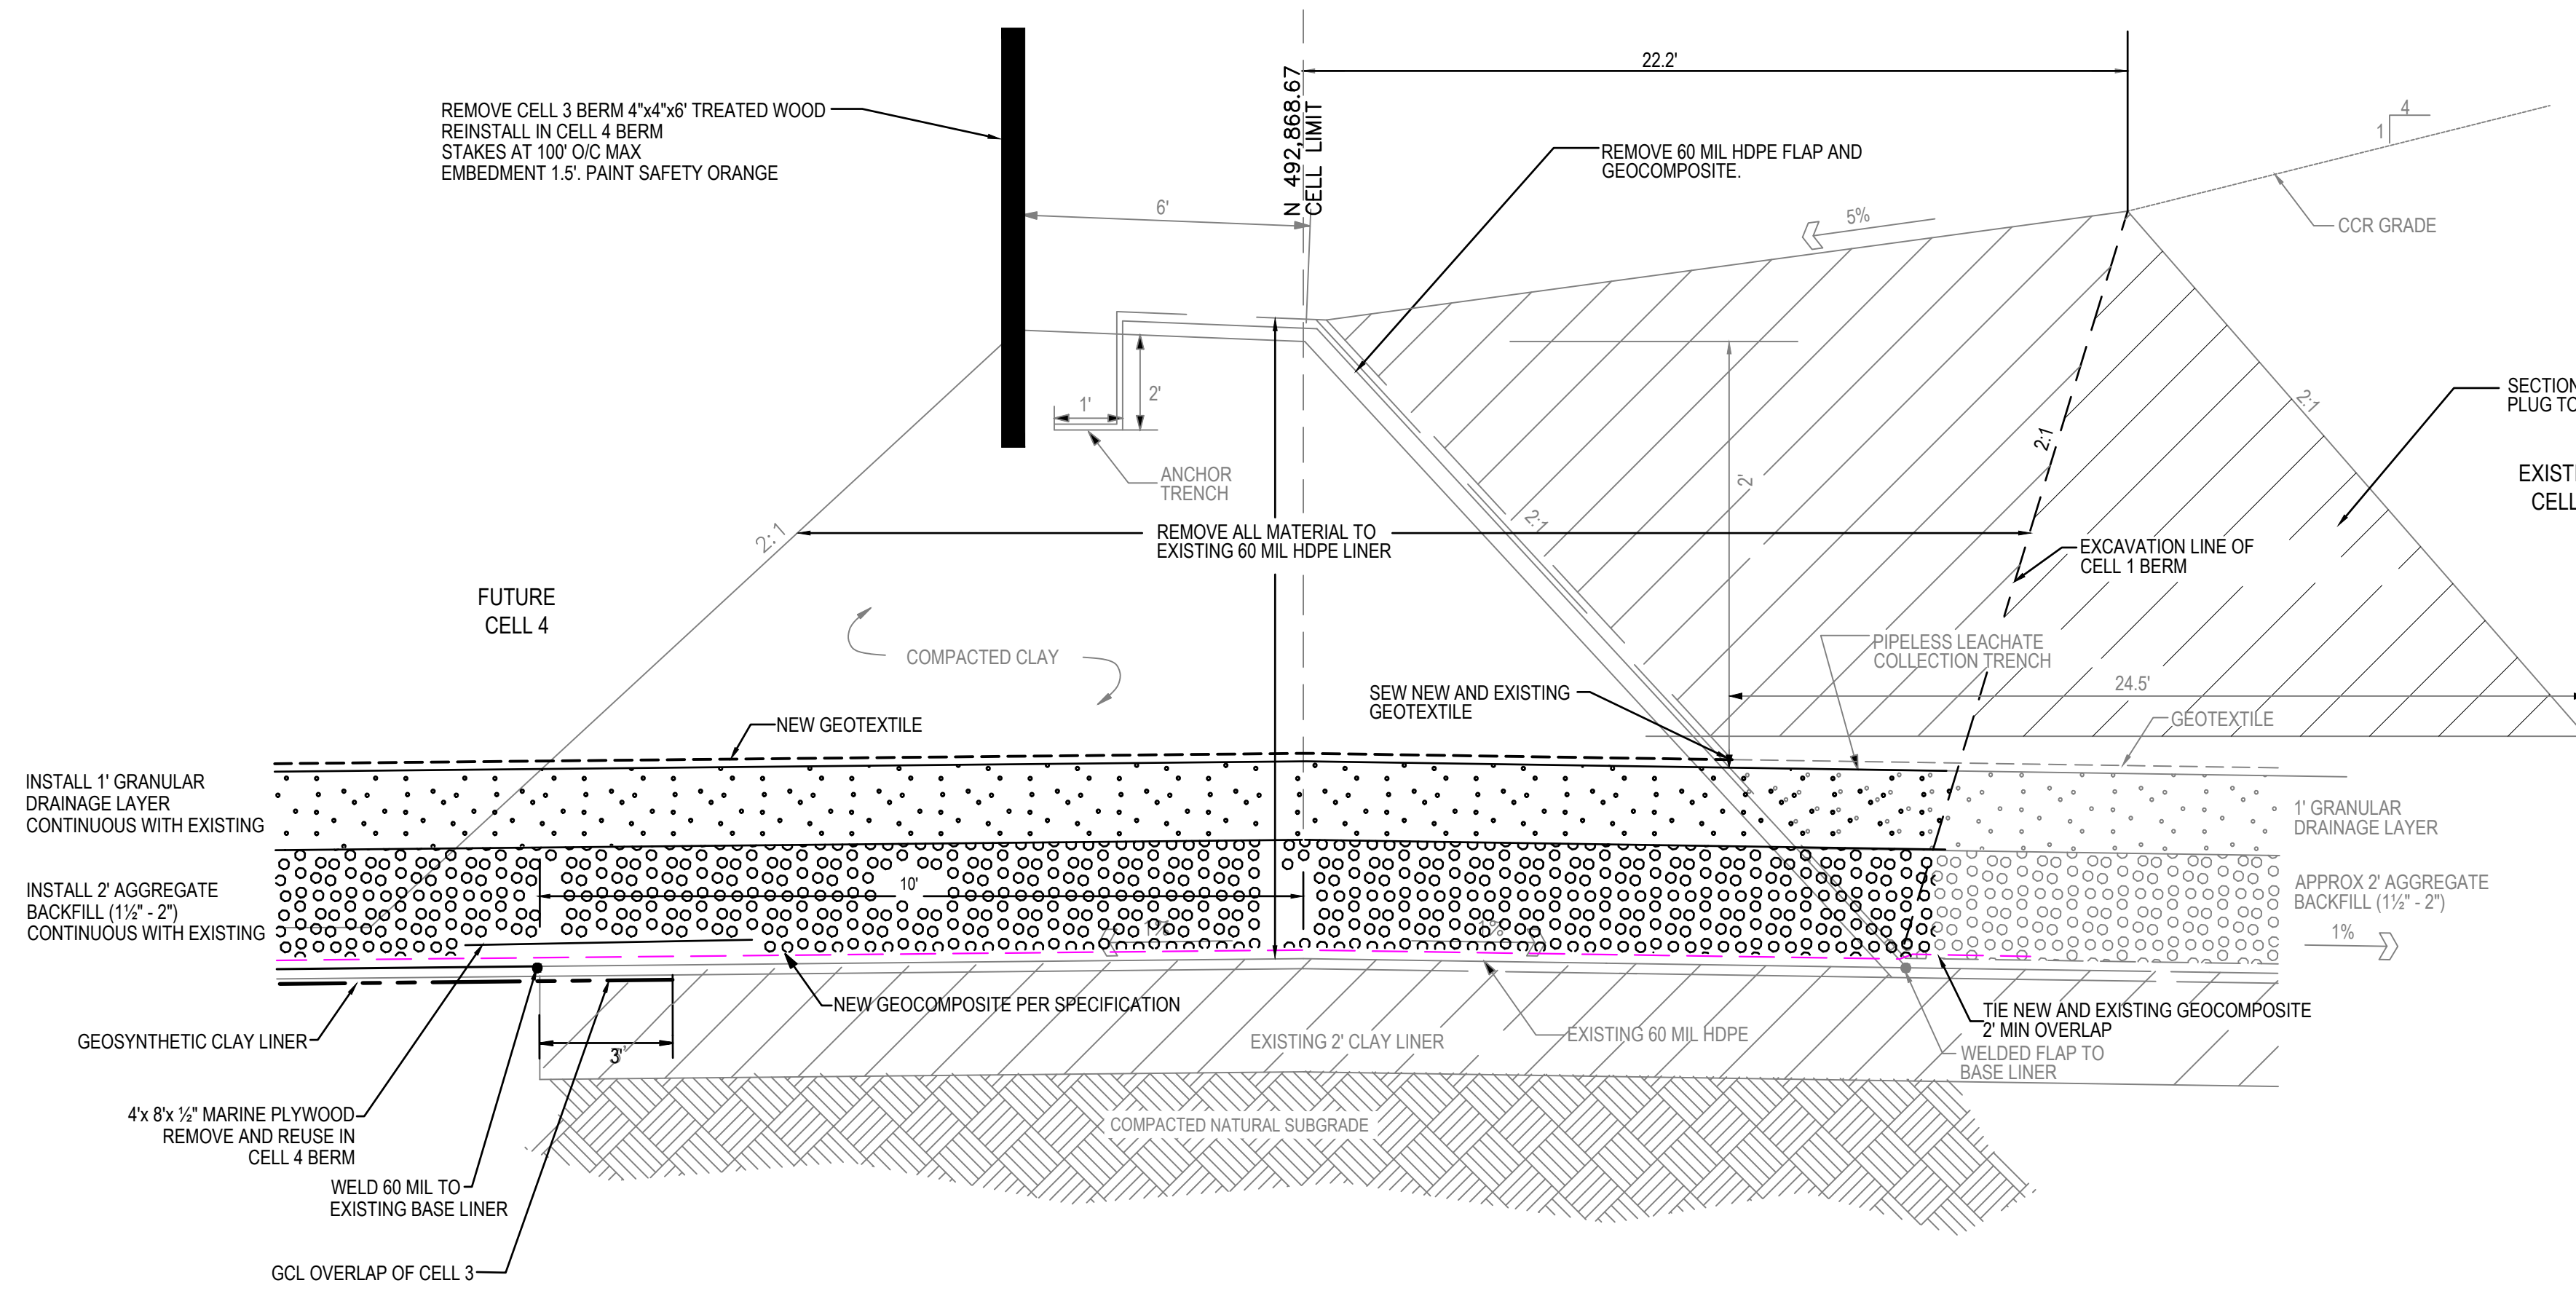 22.2'
N 492,868.67
CELL LIMIT
4
1
REMOVE CELL 3 BERM 4"x4"x6' TREATED WOOD
REINSTALL IN CELL 4 BERM
STAKES AT 100' O/C MAX
EMBEDMENT 1.5'. PAINT SAFETY ORANGE
REMOVE 60 MIL HDPE FLAP AND
GEOCOMPOSITE.
6'
5%
CCR GRADE
1'
2'
2:1
SECTION
PLUG TO
ANCHOR
TRENCH
2:1
2'
EXISTI
CELL
2:1
2:1
REMOVE ALL MATERIAL TO
EXISTING 60 MIL HDPE LINER
EXCAVATION LINE OF
CELL 1 BERM
FUTURE
CELL 4
COMPACTED CLAY
PIPELESS LEACHATE
COLLECTION TRENCH
SEW NEW AND EXISTING
GEOTEXTILE
24.5'
NEW GEOTEXTILE
GEOTEXTILE
INSTALL 1' GRANULAR
DRAINAGE LAYER
CONTINUOUS WITH EXISTING
1' GRANULAR
DRAINAGE LAYER
INSTALL 2' AGGREGATE
BACKFILL (1½" - 2")
CONTINUOUS WITH EXISTING
10'
APPROX 2' AGGREGATE
BACKFILL (1½" - 2")
1%
1%
1%
NEW GEOCOMPOSITE PER SPECIFICATION
TIE NEW AND EXISTING GEOCOMPOSITE
2' MIN OVERLAP
GEOSYNTHETIC CLAY LINER
3'
EXISTING 2' CLAY LINER
EXISTING 60 MIL HDPE
WELDED FLAP TO
BASE LINER
4'x 8'x ½" MARINE PLYWOOD
REMOVE AND REUSE IN
CELL 4 BERM
COMPACTED NATURAL SUBGRADE
WELD 60 MIL TO
EXISTING BASE LINER
GCL OVERLAP OF CELL 3